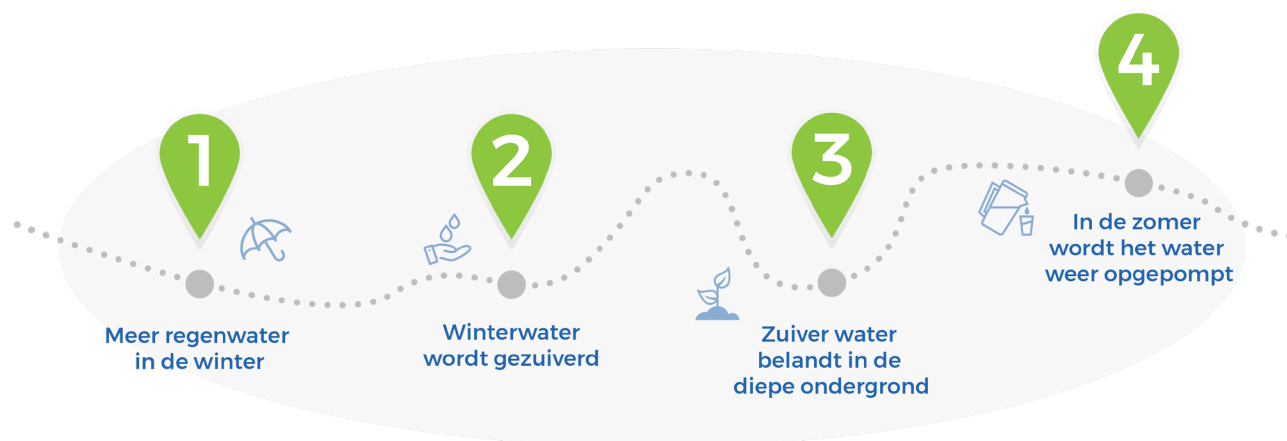 1
Meer regenwater
in de winter
2
Winterwater
wordt gezuiverd
3
Zuiver water
belandt in de
diepe ondergrond
4
In de zomer
wordt het water
weer opgepompt